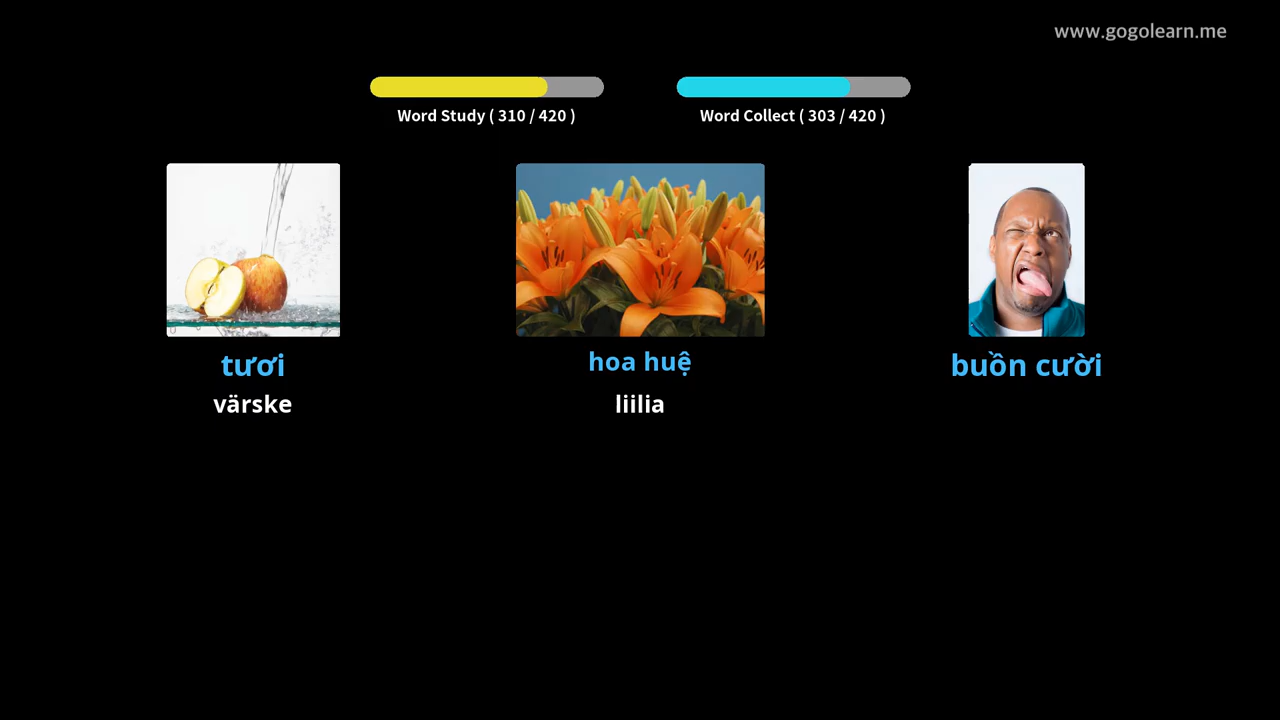 www.gogolearn.me
Word Study ( 310 / 420 )
Word Collect ( 303 / 420 )
tươi
hoa huệ
buồn cười
värske
liilia